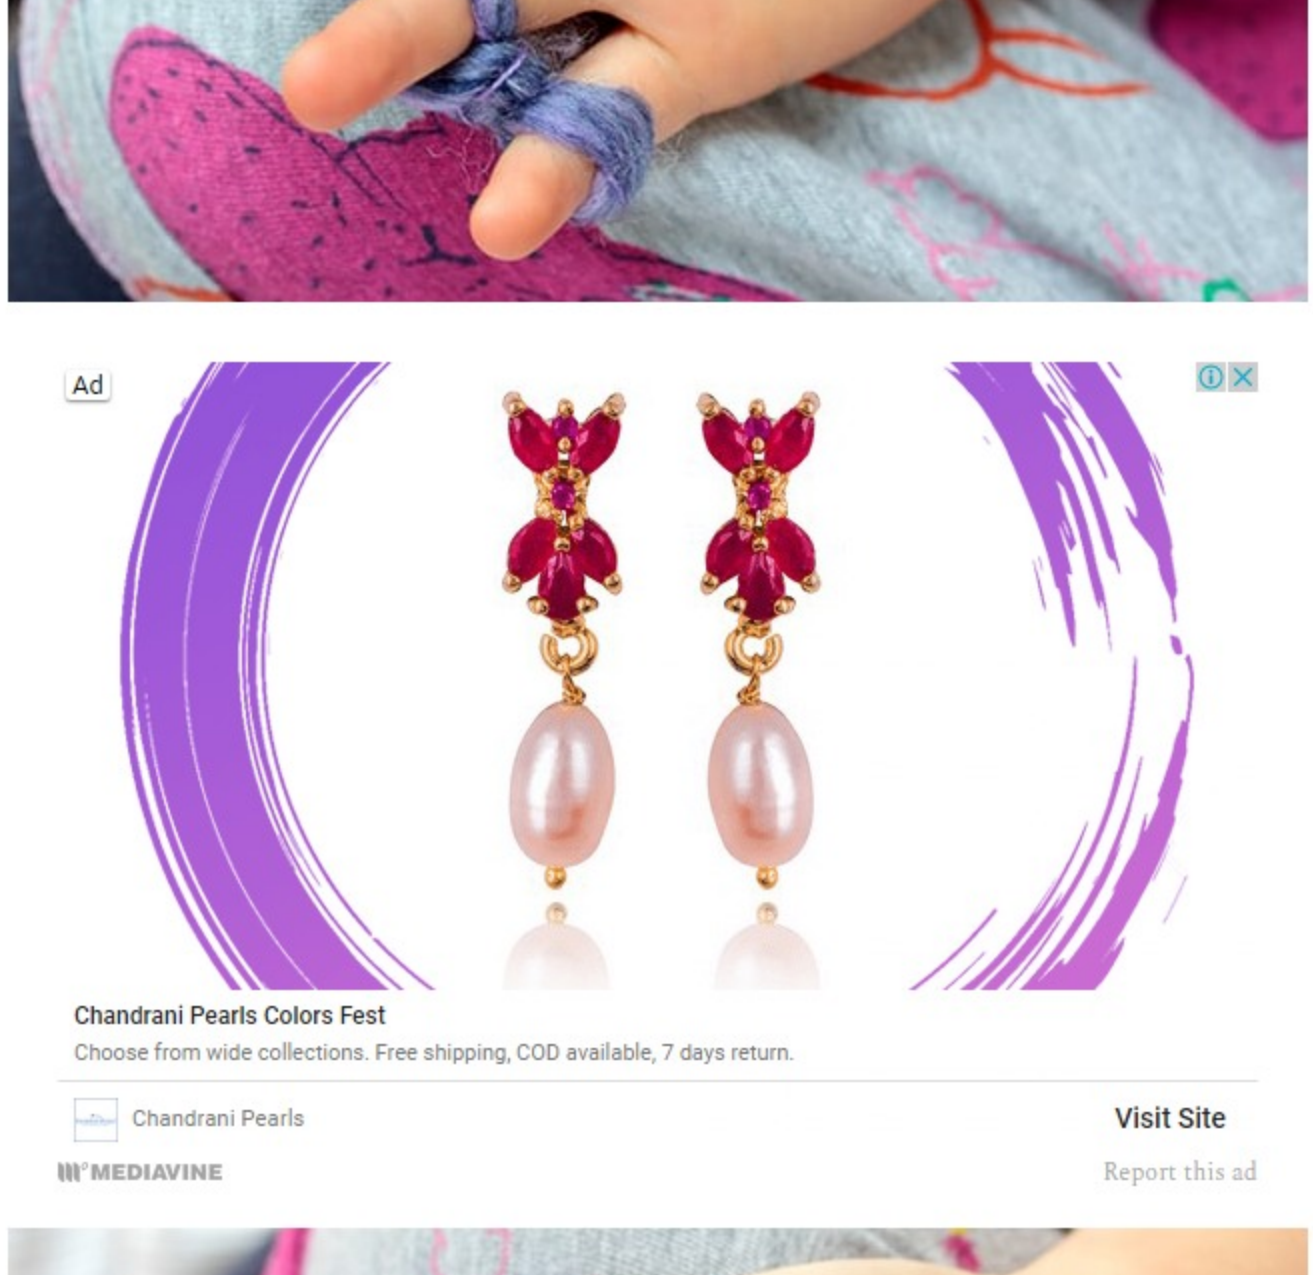 Ad
Chandrani Pearls Colors Fest
Choose from wide collections. Free shipping, COD available, 7 days return.
Chandrani Pearls
Visit Site
MEDIAVINE
Report this ad